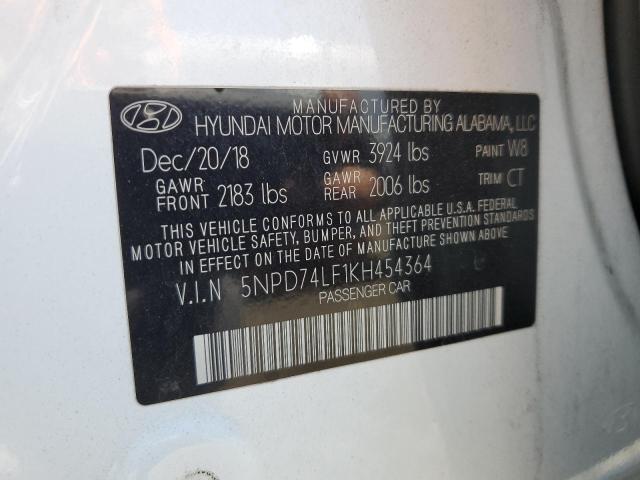 MANUFACTURED BY
HYUNDAI MOTOR MANUFACTURING ALABAMA, LLC
Dec/20/18 GVWR 3924 lbs PAINT W8
GAWR FRONT 2183 lbs GAWR REAR 2006 lbs TRIM CT
THIS VEHICLE CONFORMS TO ALL APPLICABLE U.S.A. FEDERAL
MOTOR VEHICLE SAFETY, BUMPER, AND THEFT PREVENTION STANDARDS
IN EFFECT ON THE DATE OF MANUFACTURE SHOWN ABOVE
V.I.N 5NPD74LF1KH454364
PASSENGER CAR